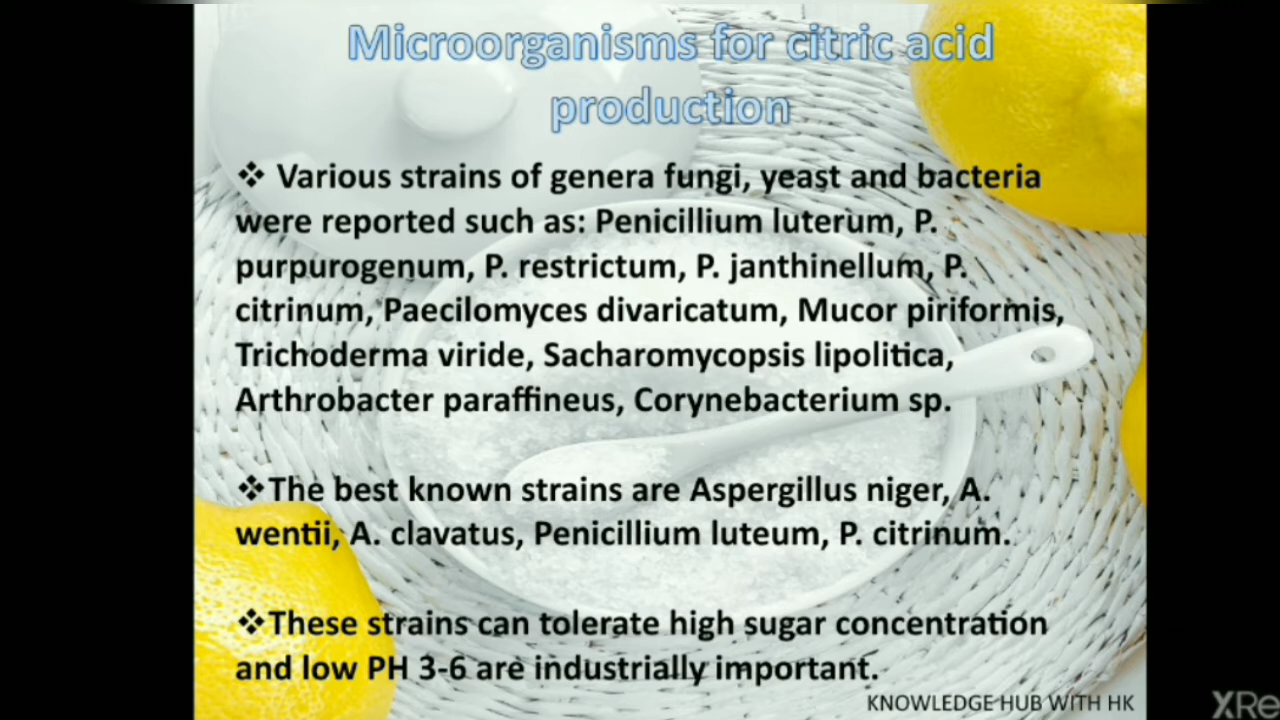 Microorganisms for citric acid
production
❖ Various strains of genera fungi, yeast and bacteria
were reported such as: Penicillium luterum, P.
purpurogenum, P. restrictum, P. janthinellum, P.
citrinum, Paecilomyces divaricatum, Mucor piriformis,
Trichoderma viride, Sacharomycopsis lipolitica,
Arthrobacter paraffineus, Corynebacterium sp.
❖The best known strains are Aspergillus niger, A.
wentii, A. clavatus, Penicillium luteum, P. citrinum.
❖These strains can tolerate high sugar concentration
and low PH 3-6 are industrially important.
KNOWLEDGE HUB WITH HK
XRe